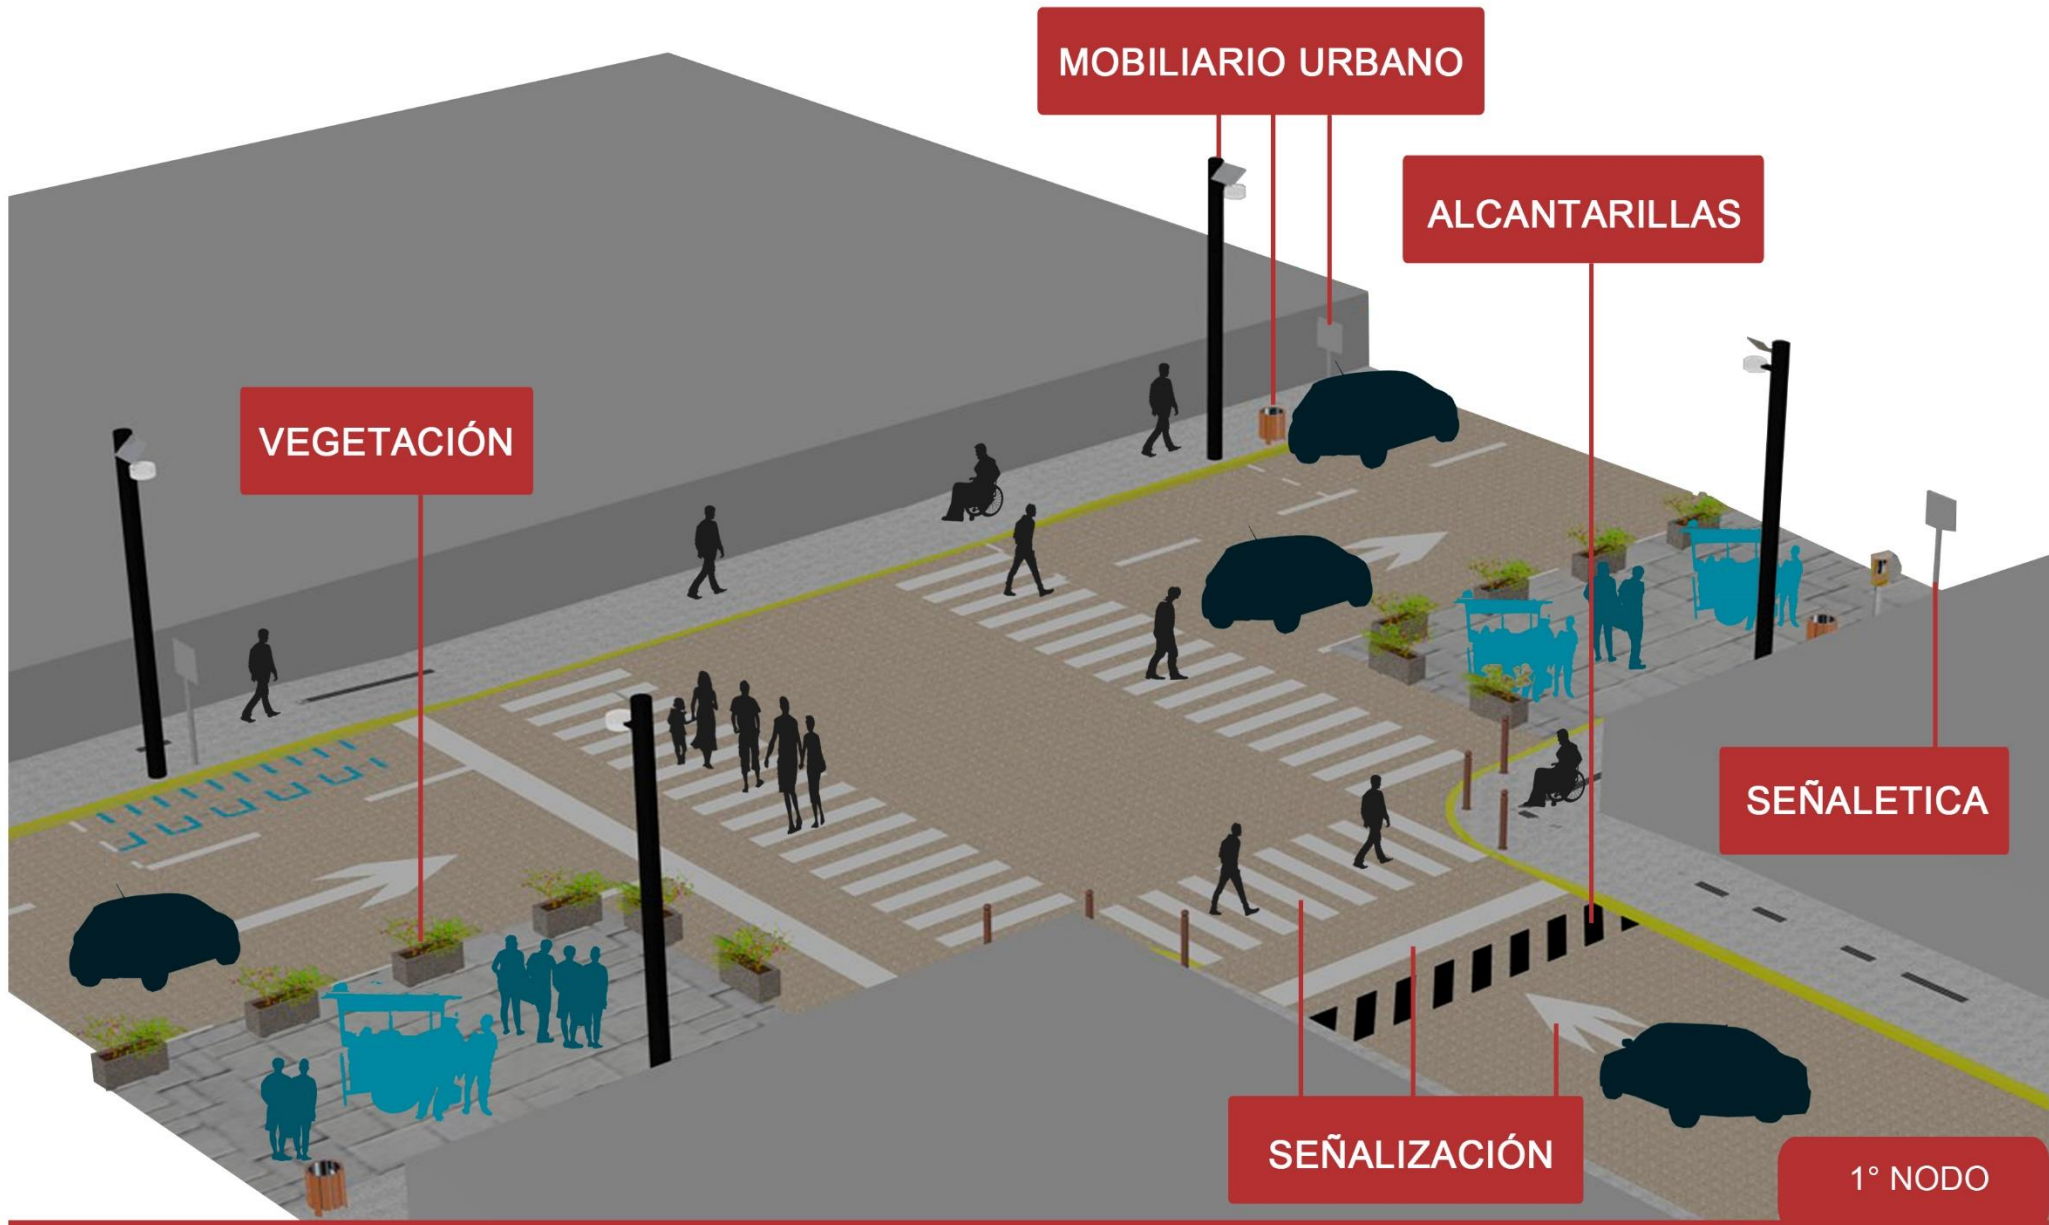 MOBILIARIO URBANO
ALCANTARILLAS
VEGETACIÓN
SEÑALETICA
SEÑALIZACIÓN
1° NODO